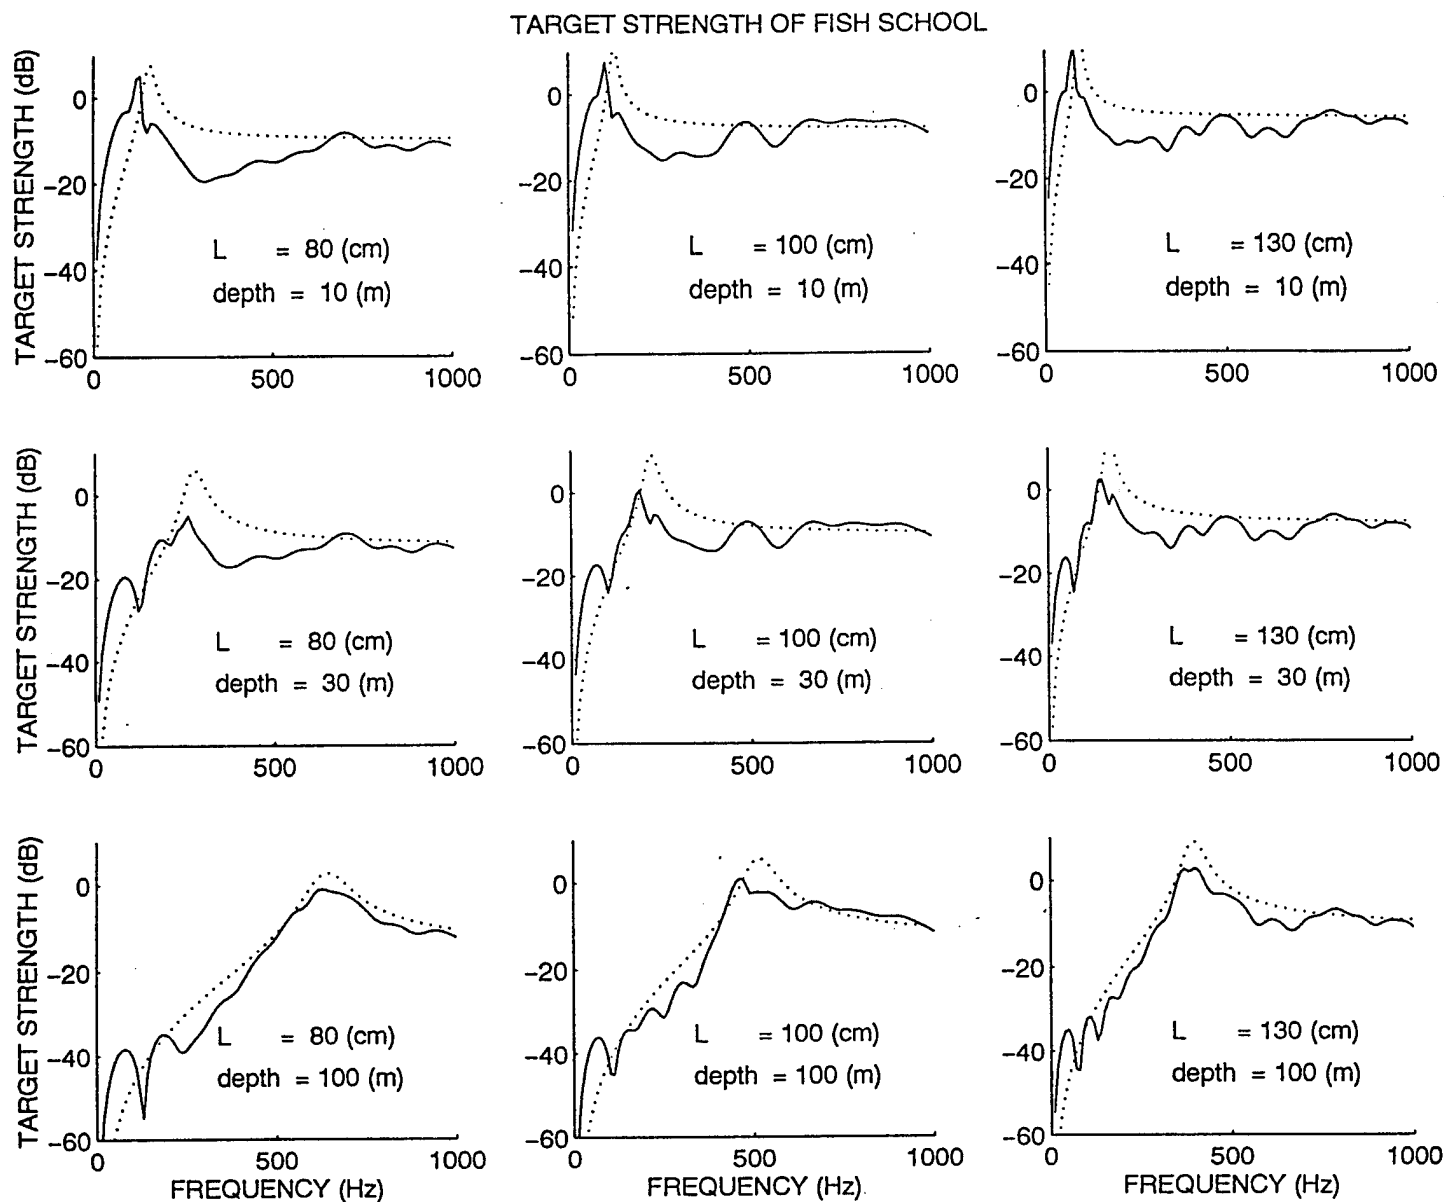 TARGET STRENGTH OF FISH SCHOOL
TARGET STRENGTH (dB)
0
−20
−40
−60
0
500
1000
L = 80 (cm)
depth = 10 (m)
0
−20
−40
−60
0
500
1000
L = 100 (cm)
depth = 10 (m)
0
−20
−40
−60
0
500
1000
L = 130 (cm)
depth = 10 (m)
TARGET STRENGTH (dB)
0
−20
−40
−60
0
500
1000
L = 80 (cm)
depth = 30 (m)
0
−20
−40
−60
0
500
1000
L = 100 (cm)
depth = 30 (m)
0
−20
−40
−60
0
500
1000
L = 130 (cm)
depth = 30 (m)
TARGET STRENGTH (dB)
0
−20
−40
−60
0
500
1000
L = 80 (cm)
depth = 100 (m)
FREQUENCY (Hz)
0
−20
−40
−60
0
500
1000
L = 100 (cm)
depth = 100 (m)
FREQUENCY (Hz)
0
−20
−40
−60
0
500
1000
L = 130 (cm)
depth = 100 (m)
FREQUENCY (Hz)